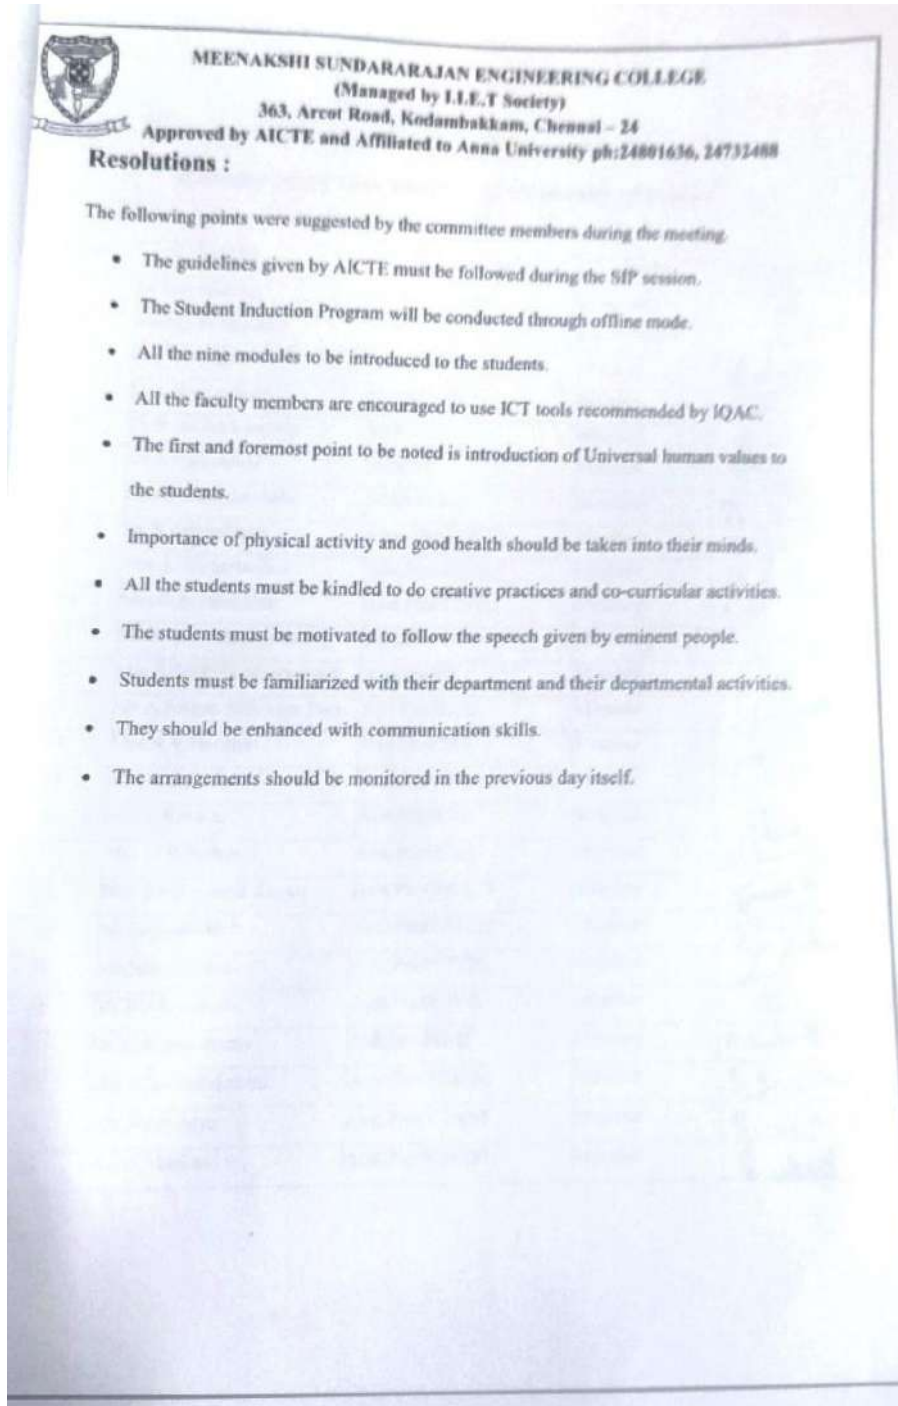 MEENAKSHI SUNDARARAJAN ENGINEERING COLLEGE
(Managed by I.I.E.T Society)
363, Arcot Road, Kodambakkam, Chennai – 24
Approved by AICTE and Affiliated to Anna University ph:24801636, 24732488
Resolutions :
The following points were suggested by the committee members during the meeting.
• The guidelines given by AICTE must be followed during the SIP session.
• The Student Induction Program will be conducted through offline mode.
• All the nine modules to be introduced to the students.
• All the faculty members are encouraged to use ICT tools recommended by IQAC.
• The first and foremost point to be noted is introduction of Universal human values to
the students.
• Importance of physical activity and good health should be taken into their minds.
• All the students must be kindled to do creative practices and co-curricular activities.
• The students must be motivated to follow the speech given by eminent people.
• Students must be familiarized with their department and their departmental activities.
• They should be enhanced with communication skills.
• The arrangements should be monitored in the previous day itself.